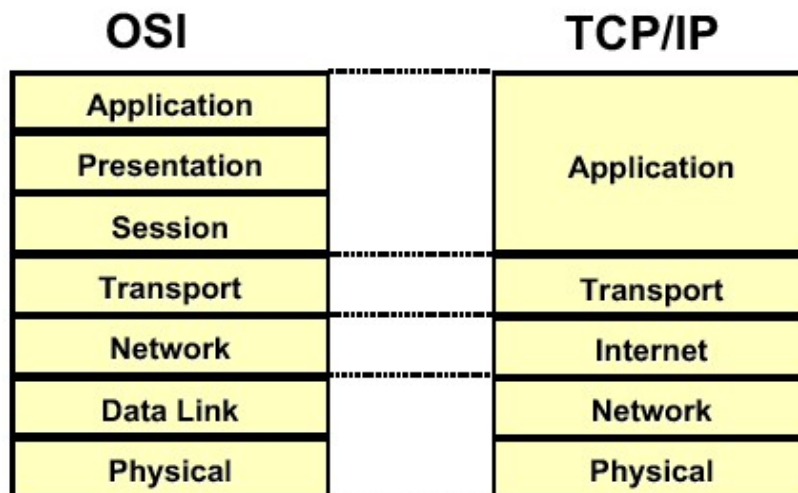 OSI
TCP/IP
Application
Presentation
Session
Transport
Network
Data Link
Physical
Application
Transport
Internet
Network
Physical